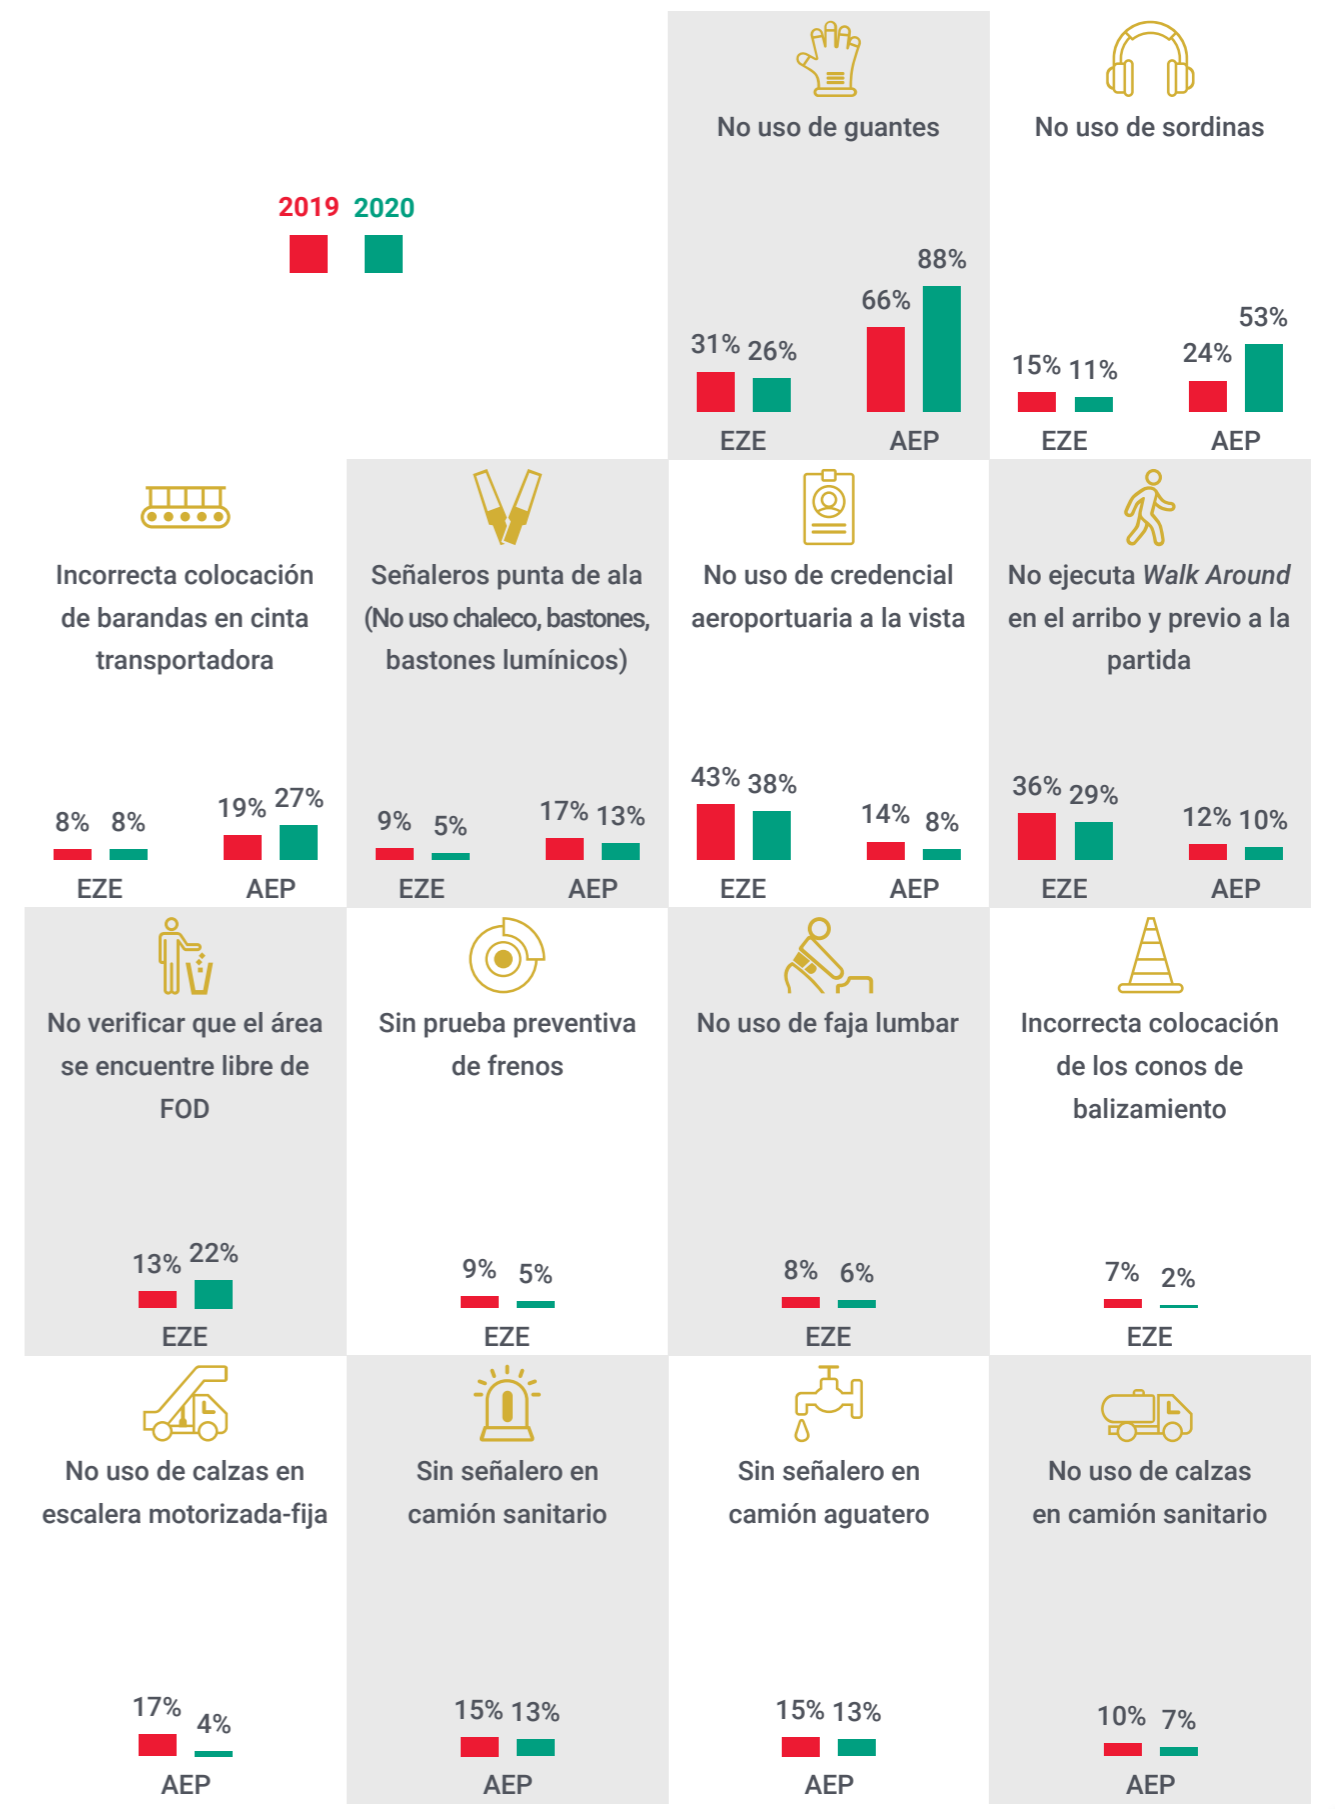 2019 2020
No uso de guantes
31% 26%
66% 88%
EZE AEP
No uso de sordinas
15% 11%
24% 53%
EZE AEP
Incorrecta colocación
de barandas en cinta
transportadora
8% 8%
19% 27%
EZE AEP
Señaleros punta de ala
(No uso chaleco, bastones,
bastones lumínicos)
9% 5%
17% 13%
EZE AEP
No uso de credencial
aeroportuaria a la vista
43% 38%
14% 8%
EZE AEP
No ejecuta Walk Around
en el arribo y previo a la
partida
36% 29%
12% 10%
EZE AEP
No verificar que el área
se encuentre libre de
FOD
13% 22%
EZE
Sin prueba preventiva
de frenos
9% 5%
EZE
No uso de faja lumbar
8% 6%
EZE
Incorrecta colocación
de los conos de
balizamiento
7% 2%
EZE
No uso de calzas en
escalera motorizada-fija
17% 4%
AEP
Sin señalero en
camión sanitario
15% 13%
AEP
Sin señalero en
camión aguatero
15% 13%
AEP
No uso de calzas
en camión sanitario
10% 7%
AEP